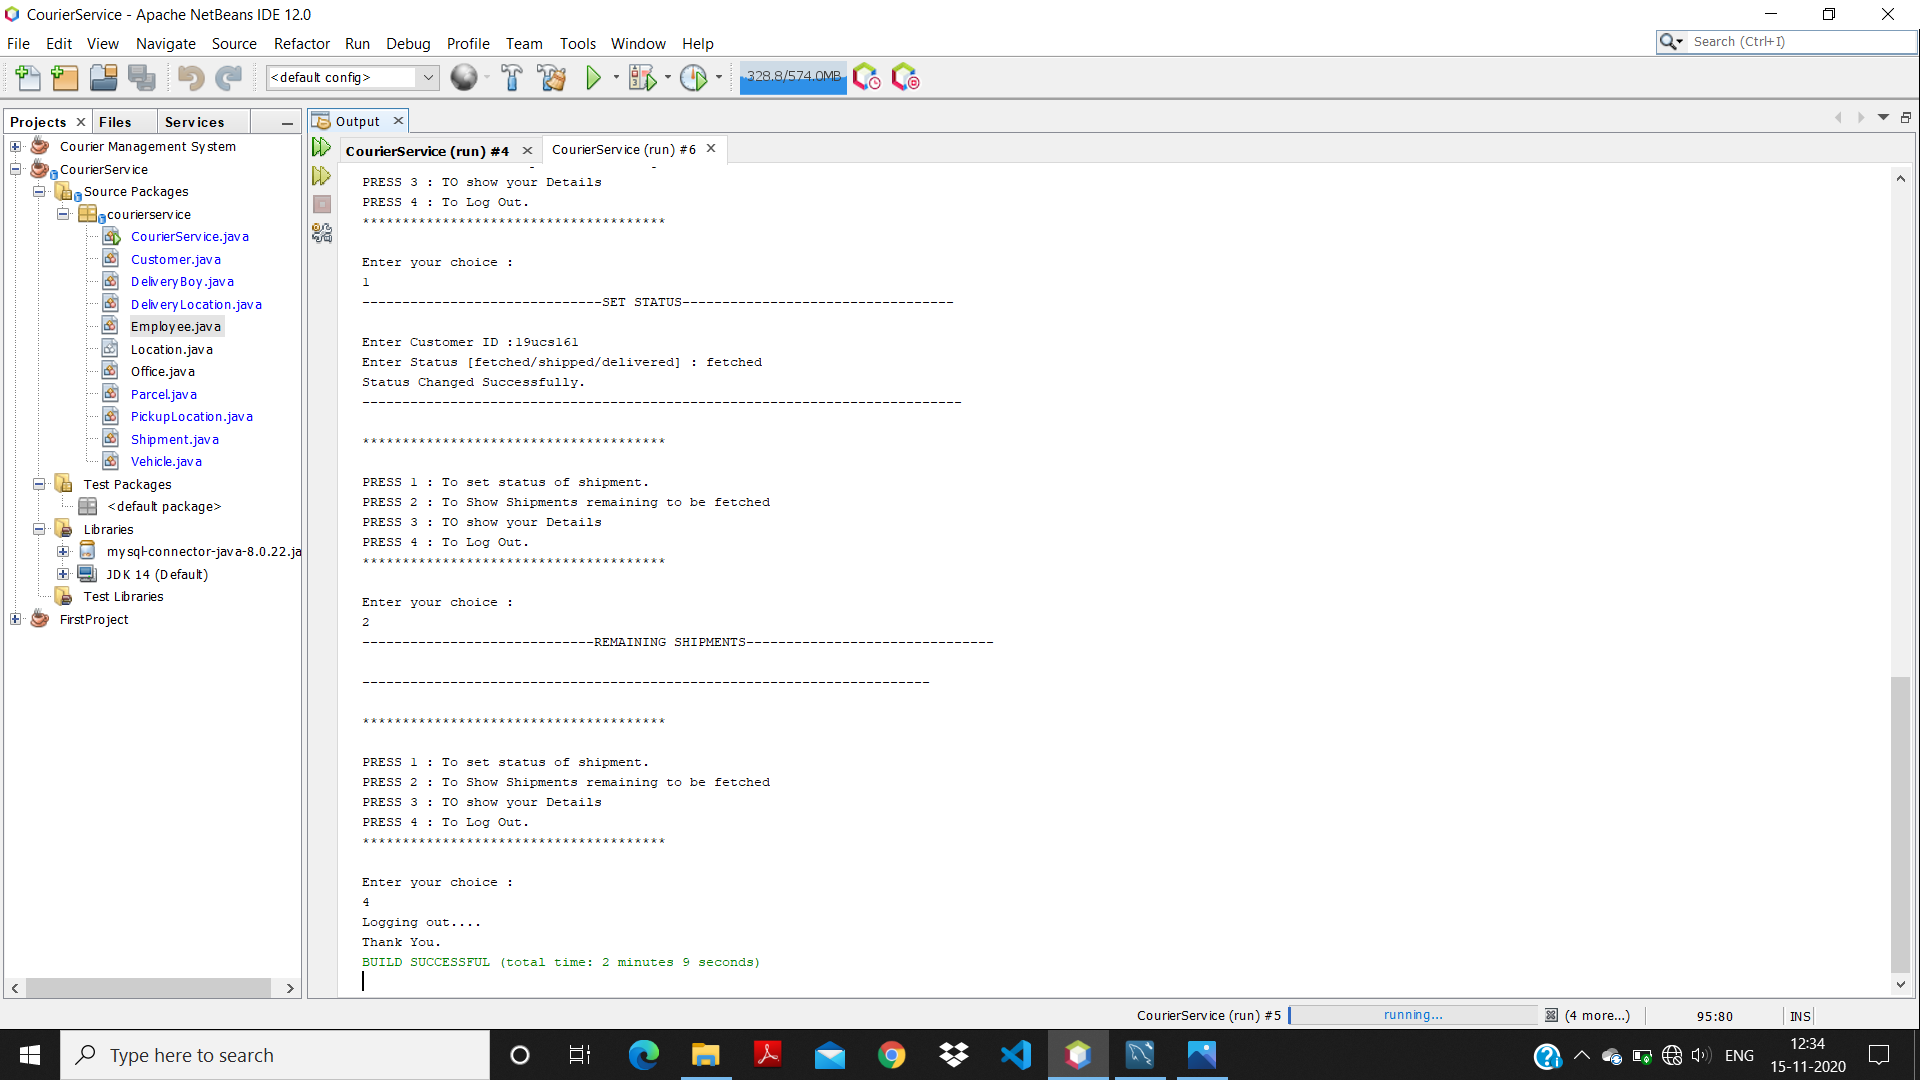 CourierService - Apache NetBeans IDE 12.0
File Edit View Navigate Source Refactor Run Debug Profile Team Tools Window Help
Search (Ctrl+I)
<default config>
328.8/574.0MB
Projects Files Services
Output
CourierService (run) #4
CourierService (run) #6
Courier Management System
CourierService
Source Packages
courierservice
CourierService.java
Customer.java
DeliveryBoy.java
DeliveryLocation.java
Employee.java
Location.java
Office.java
Parcel.java
PickupLocation.java
Shipment.java
Vehicle.java
Test Packages
<default package>
Libraries
mysql-connector-java-8.0.22.ja
JDK 14 (Default)
Test Libraries
FirstProject
PRESS 3 : TO show your Details
PRESS 4 : To Log Out.
**************************************
Enter your choice :
1
------------------------------SET STATUS----------------------------------
Enter Customer ID :19ucs161
Enter Status [fetched/shipped/delivered] : fetched
Status Changed Successfully.
---------------------------------------------------------------------------
**************************************
PRESS 1 : To set status of shipment.
PRESS 2 : To Show Shipments remaining to be fetched
PRESS 3 : TO show your Details
PRESS 4 : To Log Out.
**************************************
Enter your choice :
2
-----------------------------REMAINING SHIPMENTS-------------------------------
-----------------------------------------------------------------------
**************************************
PRESS 1 : To set status of shipment.
PRESS 2 : To Show Shipments remaining to be fetched
PRESS 3 : TO show your Details
PRESS 4 : To Log Out.
**************************************
Enter your choice :
4
Logging out....
Thank You.
BUILD SUCCESSFUL (total time: 2 minutes 9 seconds)
CourierService (run) #5
running...
(4 more...)
95:80
INS
Type here to search
ENG
12:34
15-11-2020